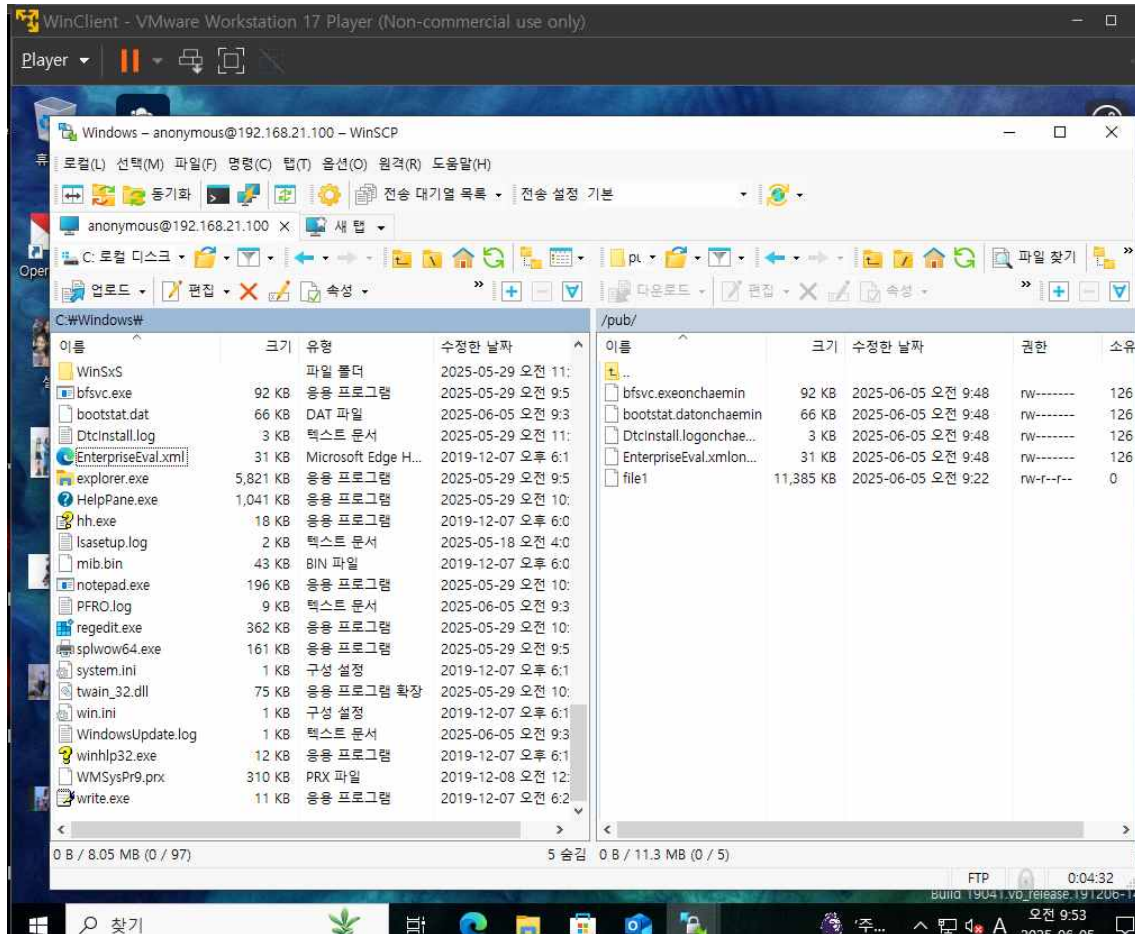 WinClient - VMware Workstation 17 Player (Non-commercial use only)
Player
Windows – anonymous@192.168.21.100 – WinSCP
로컬(L) 선택(M) 파일(F) 명령(C) 탭(T) 옵션(O) 원격(R) 도움말(H)
동기화 전송 대기열 목록 전송 설정 기본
anonymous@192.168.21.100 × 새 탭
C: 로컬 디스크 pu 파일 찾기
업로드 편집 속성 다운로드 편집 속성
C:₩Windows₩ /pub/
이름 크기 유형 수정한 날짜 이름 크기 수정한 날짜 권한 소유
WinSxS 파일 폴더 2025-05-29 오전 11: ..
bfsvc.exe 92 KB 응용 프로그램 2025-05-29 오전 9:5 bfsvc.exeonchaemin 92 KB 2025-06-05 오전 9:48 rw------- 126
bootstat.dat 66 KB DAT 파일 2025-06-05 오전 9:3 bootstat.datonchaemin 66 KB 2025-06-05 오전 9:48 rw------- 126
DtcInstall.log 3 KB 텍스트 문서 2025-05-29 오전 11: DtcInstall.logonchae... 3 KB 2025-06-05 오전 9:48 rw------- 126
EnterpriseEval.xml 31 KB Microsoft Edge H... 2019-12-07 오후 6:1 EnterpriseEval.xmlon... 31 KB 2025-06-05 오전 9:48 rw------- 126
explorer.exe 5,821 KB 응용 프로그램 2025-05-29 오전 9:5 file1 11,385 KB 2025-06-05 오전 9:22 rw-r--r-- 0
HelpPane.exe 1,041 KB 응용 프로그램 2025-05-29 오전 10:
hh.exe 18 KB 응용 프로그램 2019-12-07 오후 6:0
lsasetup.log 2 KB 텍스트 문서 2025-05-18 오전 4:0
mib.bin 43 KB BIN 파일 2019-12-07 오후 6:0
notepad.exe 196 KB 응용 프로그램 2025-05-29 오전 10:
PFRO.log 9 KB 텍스트 문서 2025-06-05 오전 9:3
regedit.exe 362 KB 응용 프로그램 2025-05-29 오전 10:
splwow64.exe 161 KB 응용 프로그램 2025-05-29 오전 9:5
system.ini 1 KB 구성 설정 2019-12-07 오후 6:1
twain_32.dll 75 KB 응용 프로그램 확장 2025-05-29 오전 10:
win.ini 1 KB 구성 설정 2019-12-07 오후 6:1
WindowsUpdate.log 1 KB 텍스트 문서 2025-06-05 오전 9:3
winhlp32.exe 12 KB 응용 프로그램 2019-12-07 오후 6:1
WMSysPr9.prx 310 KB PRX 파일 2019-12-08 오전 12:
write.exe 11 KB 응용 프로그램 2019-12-07 오전 6:2
0 B / 8.05 MB (0 / 97) 5 숨김 0 B / 11.3 MB (0 / 5)
FTP 0:04:32
Build 19041.vb_release.191206-1
찾기 주... A 오전 9:53
2025-06-05
휴
Oper